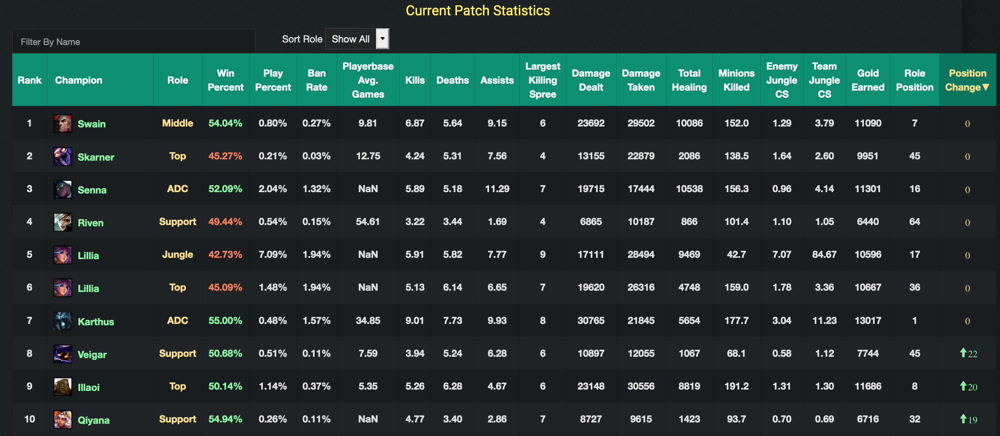 Current Patch Statistics
Filter By Name
Sort Role Show All
Rank Champion Role Win Percent Play Percent Ban Rate Playerbase Avg. Games Kills Deaths Assists Largest Killing Spree Damage Dealt Damage Taken Total Healing Minions Killed Enemy Jungle CS Team Jungle CS Gold Earned Role Position Position Change▼
1 Swain Middle 54.04% 0.80% 0.27% 9.81 6.87 5.64 9.15 6 23692 29502 10086 152.0 1.29 3.79 11090 7 0
2 Skarner Top 45.27% 0.21% 0.03% 12.75 4.24 5.31 7.56 4 13155 22879 2086 138.5 1.64 2.60 9951 45 0
3 Senna ADC 52.09% 2.04% 1.32% NaN 5.89 5.18 11.29 7 19715 17444 10538 156.3 0.96 4.14 11301 16 0
4 Riven Support 49.44% 0.54% 0.15% 54.61 3.22 3.44 1.69 4 6865 10187 866 101.4 1.10 1.05 6440 64 0
5 Lillia Jungle 42.73% 7.09% 1.94% NaN 5.91 5.82 7.77 9 17111 28494 9469 42.7 7.07 84.67 10596 17 0
6 Lillia Top 45.09% 1.48% 1.94% NaN 5.13 6.14 6.65 7 19620 26316 4748 159.0 1.78 3.36 10667 36 0
7 Karthus ADC 55.00% 0.48% 1.57% 34.85 9.01 7.73 9.93 8 30765 21845 5654 177.7 3.04 11.23 13017 1 0
8 Veigar Support 50.68% 0.51% 0.11% 7.59 3.94 5.24 6.28 6 10897 12055 1067 68.1 0.58 1.12 7744 45 22
9 Illaoi Top 50.14% 1.14% 0.37% 5.35 5.26 6.28 4.67 6 23148 30556 8819 191.2 1.31 1.30 11686 8 20
10 Qiyana Support 54.94% 0.26% 0.11% NaN 4.77 3.40 2.86 7 8727 9615 1423 93.7 0.70 0.69 6716 32 19